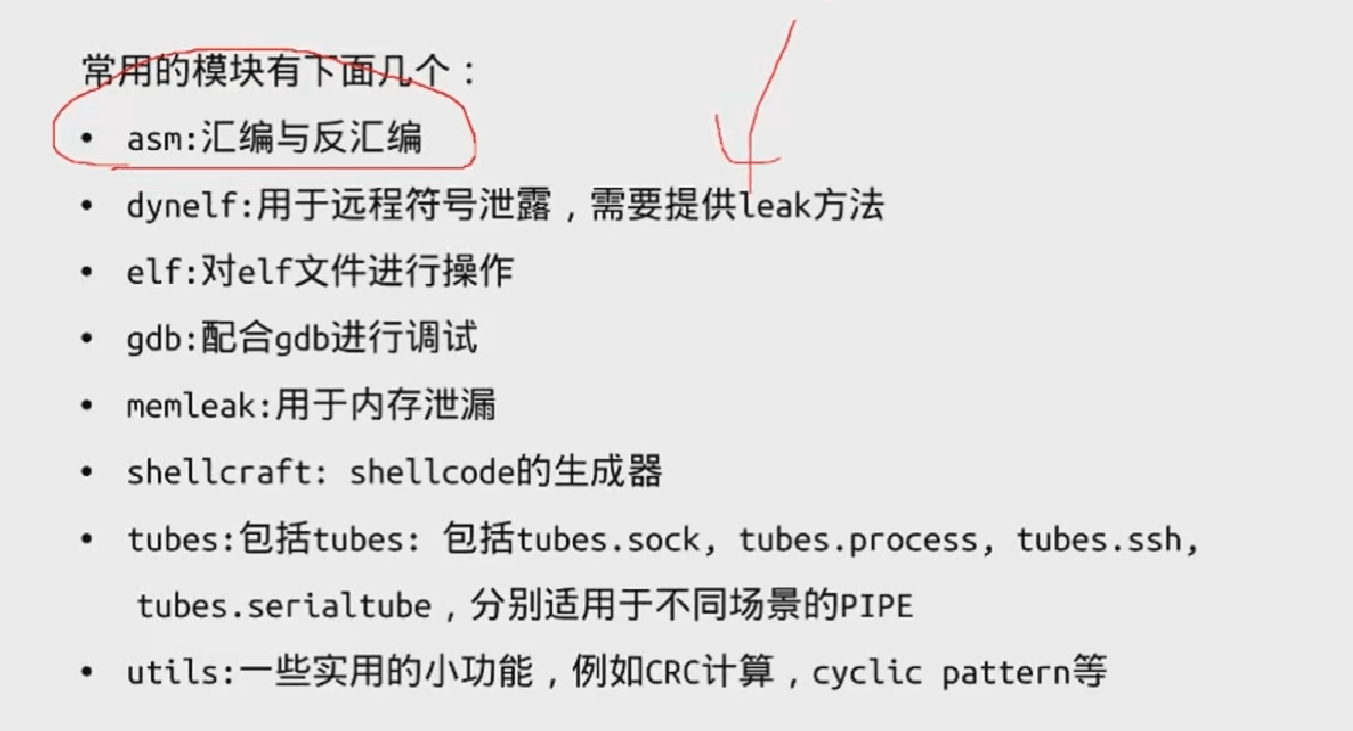 常用的模块有下面几个：
• asm:汇编与反汇编
• dynelf:用于远程符号泄露，需要提供leak方法
• elf:对elf文件进行操作
• gdb:配合gdb进行调试
• memleak:用于内存泄漏
• shellcraft: shellcode的生成器
• tubes:包括tubes: 包括tubes.sock, tubes.process, tubes.ssh,
tubes.serialtube，分别适用于不同场景的PIPE
• utils:一些实用的小功能，例如CRC计算，cyclic pattern等